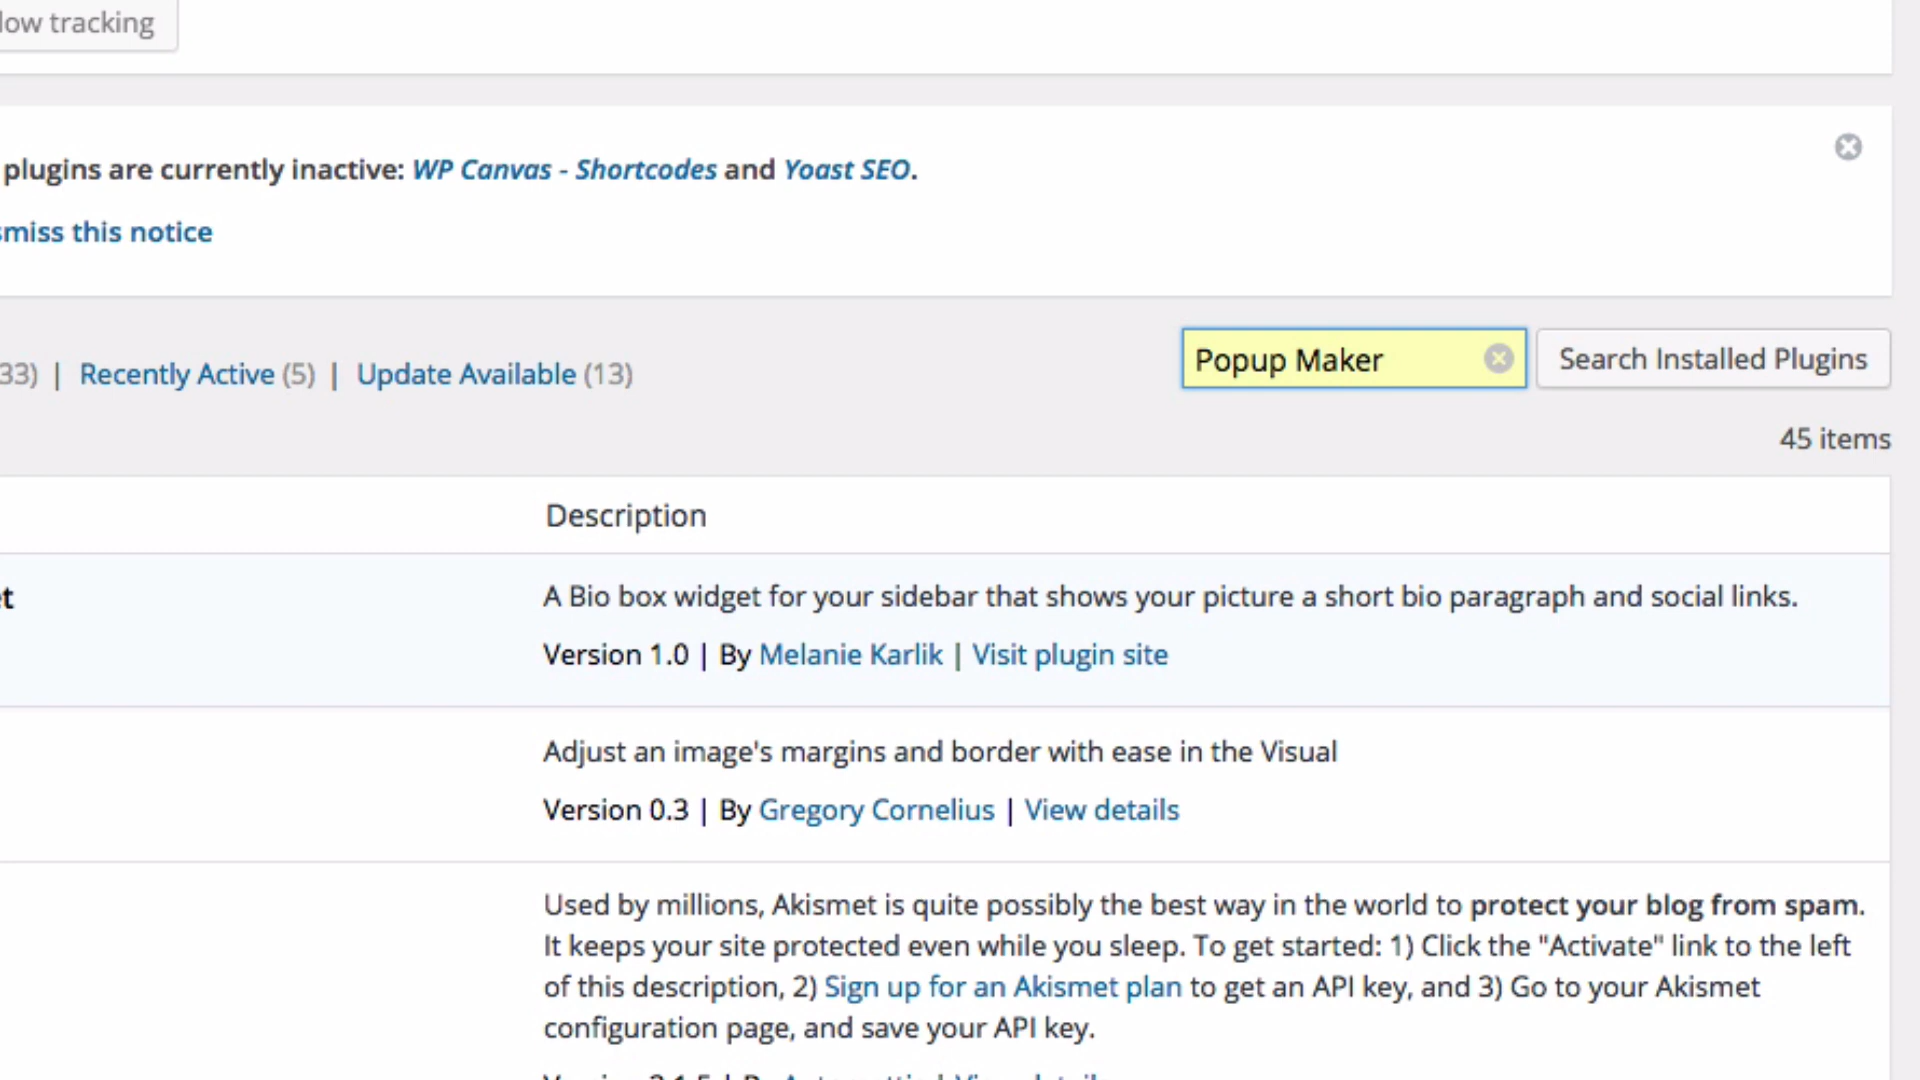 low tracking
plugins are currently inactive: WP Canvas - Shortcodes and Yoast SEO.
smiss this notice
33) | Recently Active (5) | Update Available (13)
Popup Maker
Search Installed Plugins
45 items
Description
A Bio box widget for your sidebar that shows your picture a short bio paragraph and social links.
Version 1.0 | By Melanie Karlik | Visit plugin site
Adjust an image's margins and border with ease in the Visual
Version 0.3 | By Gregory Cornelius | View details
Used by millions, Akismet is quite possibly the best way in the world to protect your blog from spam.
It keeps your site protected even while you sleep. To get started: 1) Click the "Activate" link to the left
of this description, 2) Sign up for an Akismet plan to get an API key, and 3) Go to your Akismet
configuration page, and save your API key.